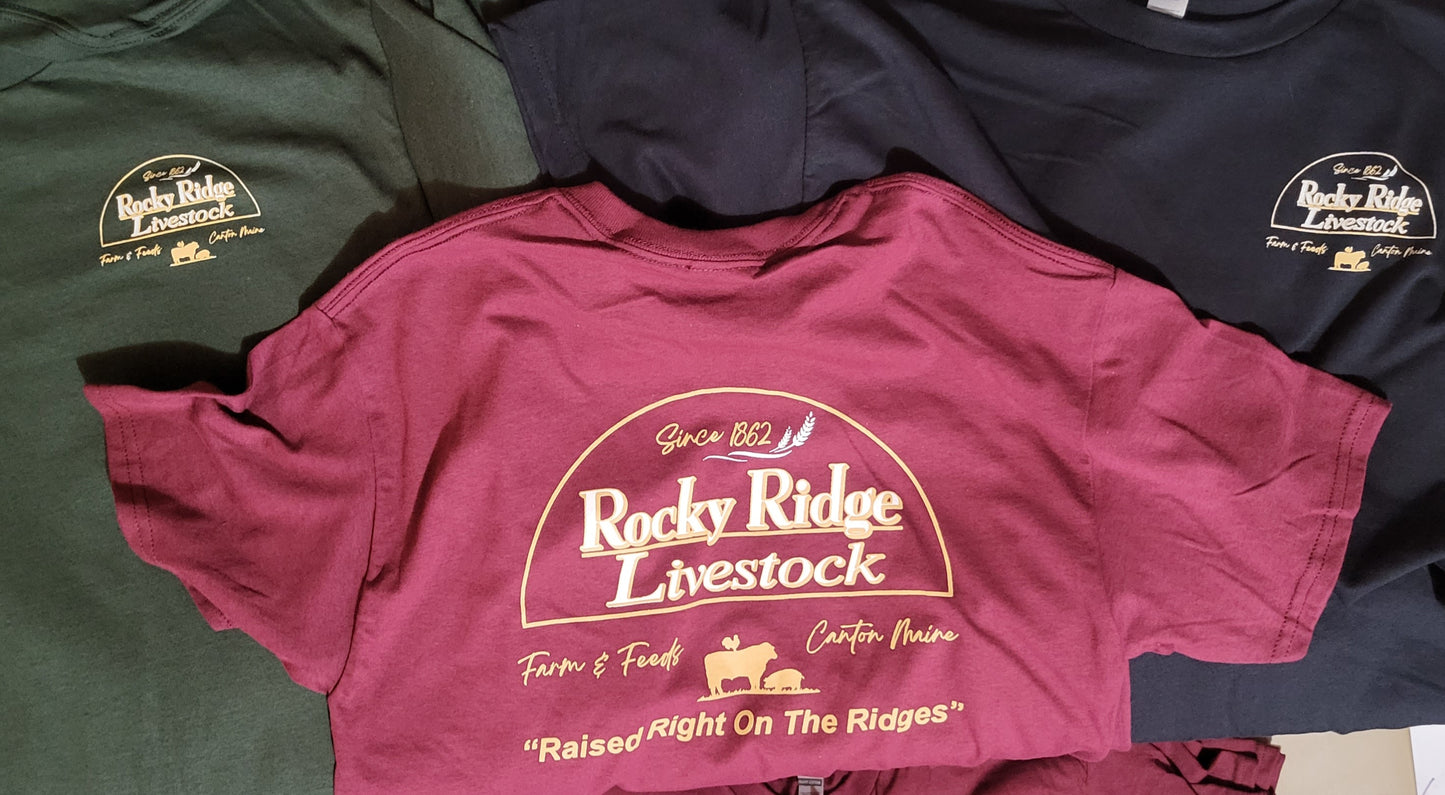 Since 1862
Rocky Ridge
Livestock
Farm & Feeds
Canton Maine
Since 1862
Rocky Ridge
Livestock
Farm & Feeds
Canton Maine
Since 1862
Rocky Ridge
Livestock
Farm & Feeds
Canton Maine
“Raised Right On The Ridges”